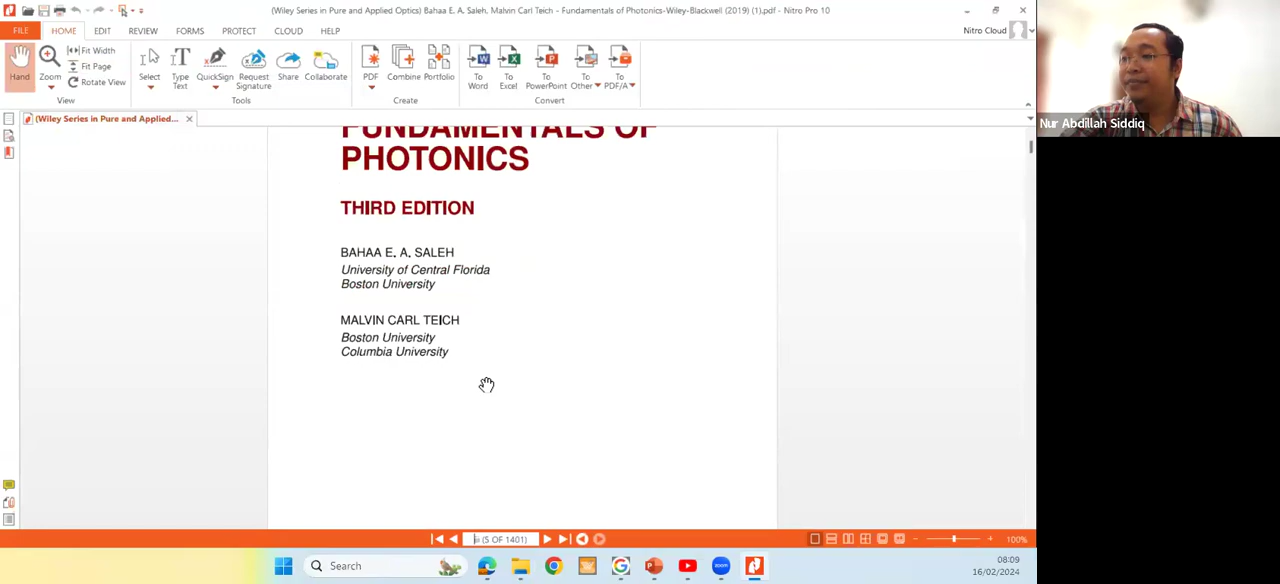 (Wiley Series in Pure and Applied Optics) Bahaa E. A. Saleh, Malvin Carl Teich - Fundamentals of Photonics-Wiley-Blackwell (2019) (1).pdf - Nitro Pro 10
FILE HOME EDIT REVIEW FORMS PROTECT CLOUD HELP
Nitro Cloud
Hand
Zoom
Fit Width
Fit Page
Rotate View
View
Select
Type Text
QuickSign
Request Signature
Tools
Share
Collaborate
PDF
Combine
Portfolio
Create
To Word
To Excel
To PowerPoint
To Other
To PDF/A
Convert
(Wiley Series in Pure and Applied...
Nur Abdillah Siddiq
FUNDAMENTALS OF
PHOTONICS
THIRD EDITION
BAHAA E. A. SALEH
University of Central Florida
Boston University
MALVIN CARL TEICH
Boston University
Columbia University
iii (5 OF 1401)
100%
Search
zoom
08:09
16/02/2024